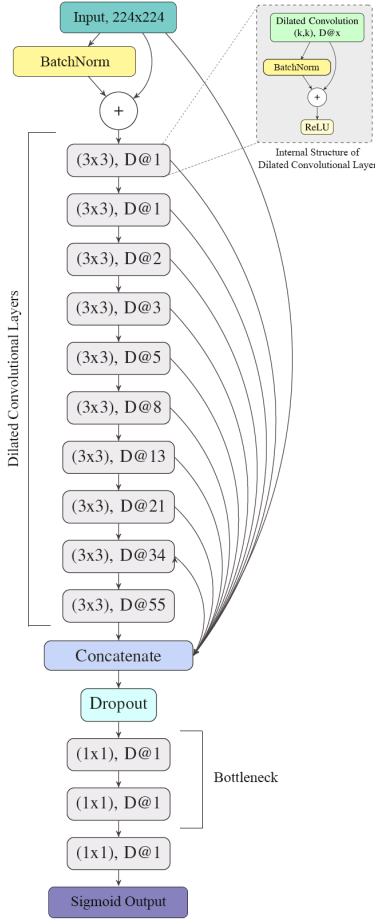 Input, 224x224
BatchNorm
+
Dilated Convolution
(k,k), D@x
BatchNorm
+
ReLU
Internal Structure of
Dilated Convolutional Layer
Dilated Convolutional Layers
(3x3), D@1
(3x3), D@1
(3x3), D@2
(3x3), D@3
(3x3), D@5
(3x3), D@8
(3x3), D@13
(3x3), D@21
(3x3), D@34
(3x3), D@55
Concatenate
Dropout
(1x1), D@1
Bottleneck
(1x1), D@1
(1x1), D@1
Sigmoid Output